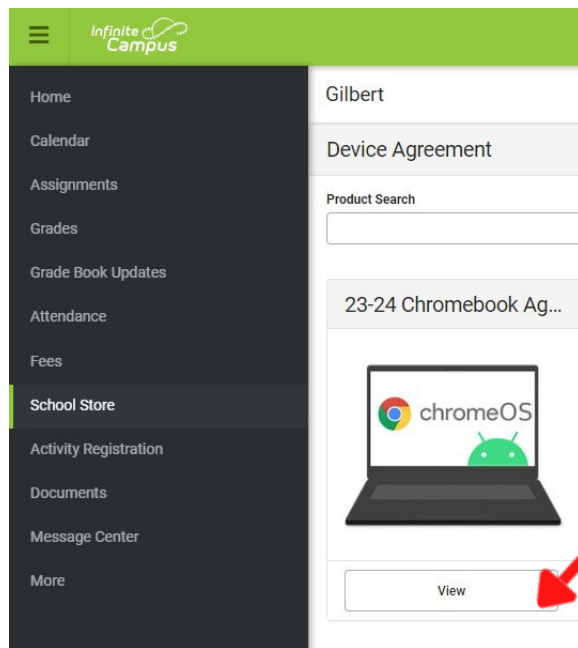 Infinite
Campus
Home
Calendar
Assignments
Grades
Grade Book Updates
Attendance
Fees
School Store
Activity Registration
Documents
Message Center
More
Gilbert
Device Agreement
Product Search
23-24 Chromebook Ag...
chromeOS
View